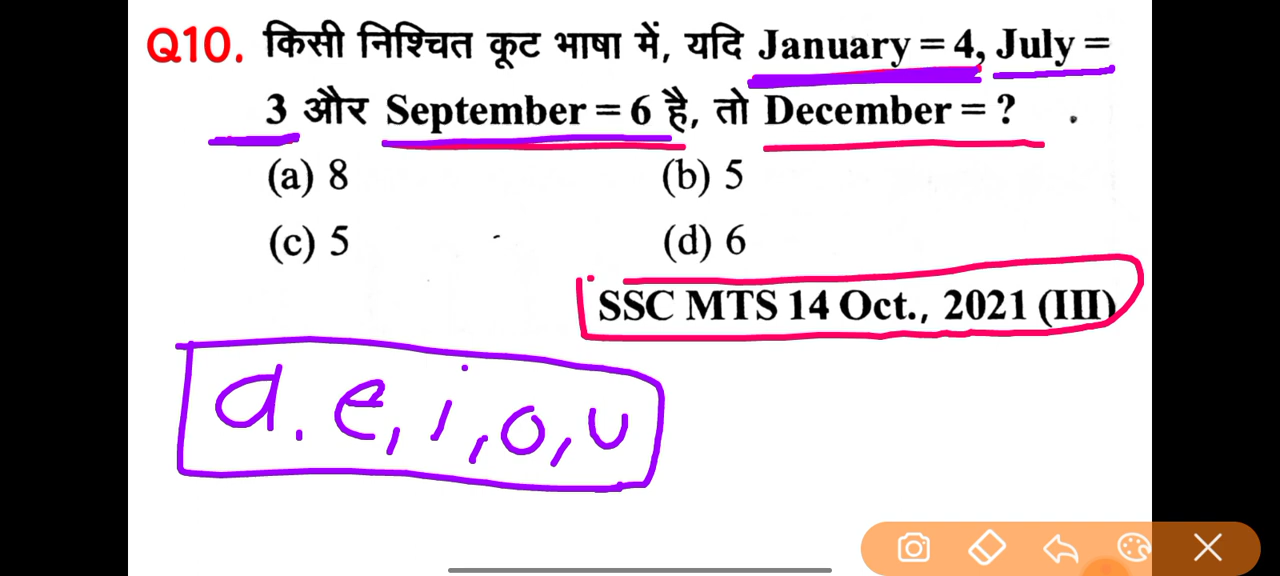 Q10. किसी निश्चित कूट भाषा में, यदि January = 4, July =
3 और September = 6 है, तो December = ?
(a) 8 (b) 5
(c) 5 (d) 6
SSC MTS 14 Oct., 2021 (III)
a, e, i, o, u